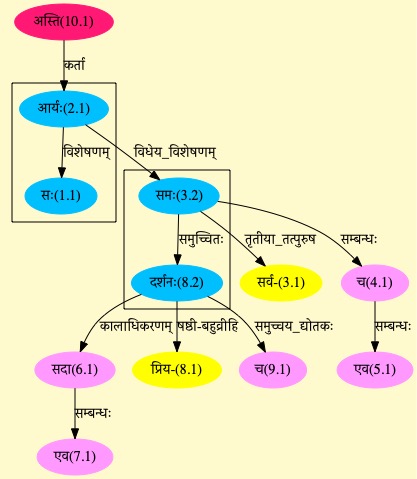 अस्ति(10.1)
कर्ता
आर्यः(2.1)
विशेषणम्
विधेय_विशेषणम्
सः(1.1)
समः(3.2)
समुच्चितः
तृतीया_तत्पुरुष
सम्बन्धः
दर्शनः(8.2)
सर्व-(3.1)
च(4.1)
कालाधिकरणम्
षष्ठी-बहुव्रीहि
समुच्चय_द्योतकः
सम्बन्धः
सदा(6.1)
प्रिय-(8.1)
च(9.1)
एव(5.1)
सम्बन्धः
एव(7.1)